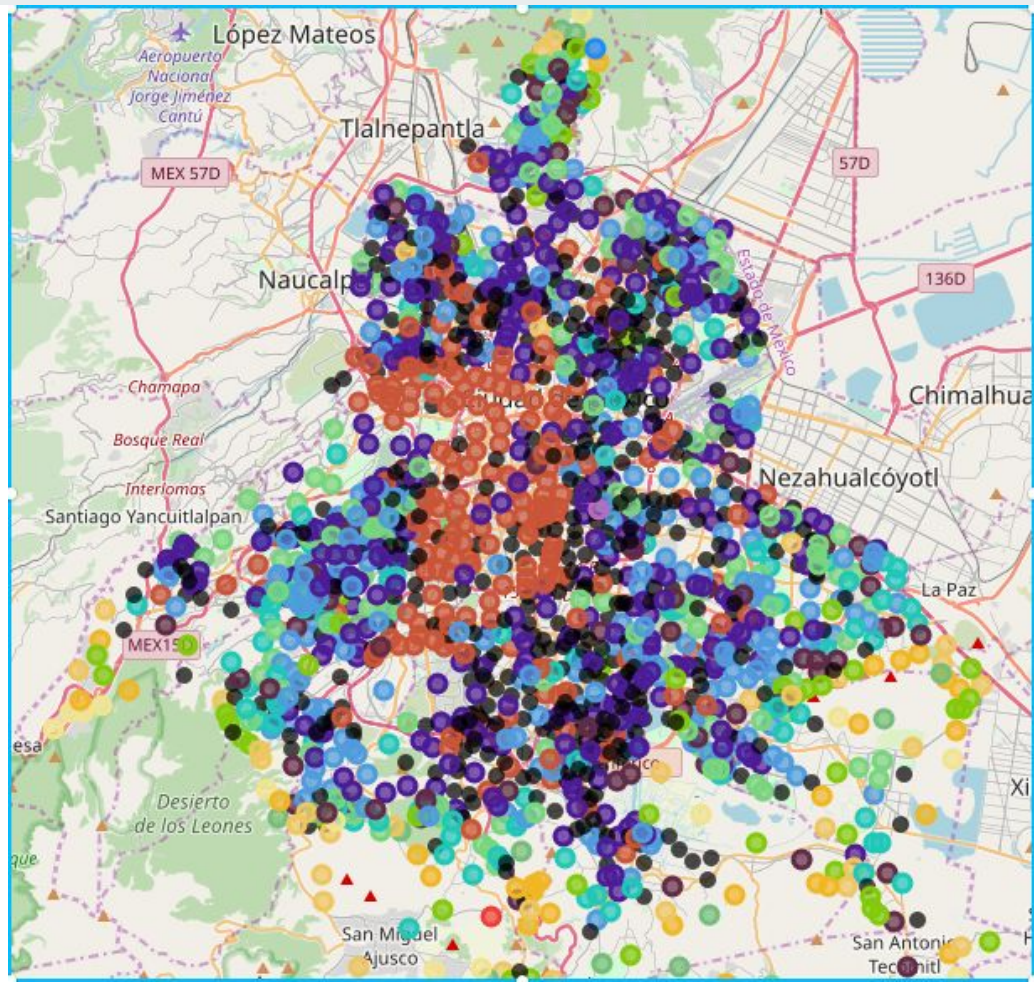 López Mateos
Aeropuerto
Nacional
Jorge Jiménez
Cantú
Tlalnepantla
MEX 57D
57D
136D
Estado de México
Chamapa
Chimalhua
Bosque Real
Interlomas
Nezahualcóyotl
Santiago Yancuitlalpan
La Paz
MEX15D
esa
Desierto
de los Leones
Xi
que
San Miguel
Ajusco
San Antonio